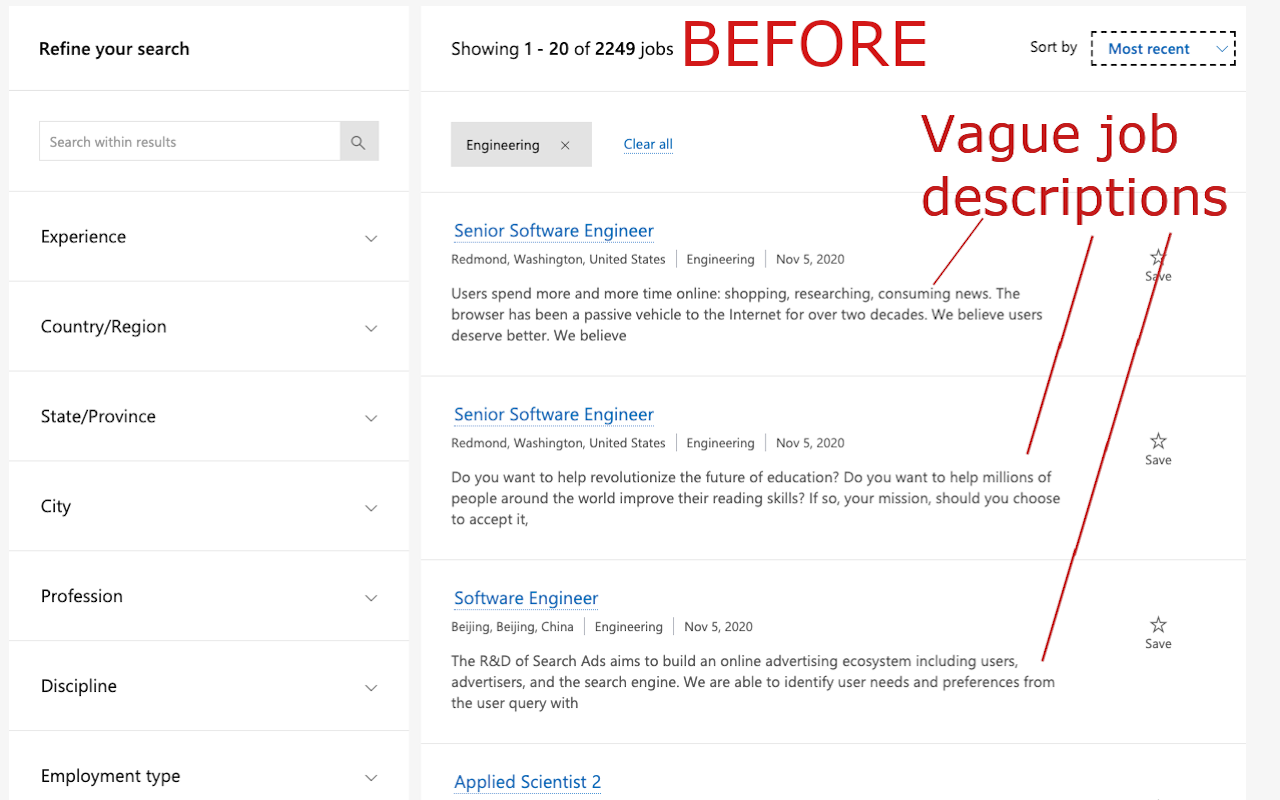 Refine your search
Search within results
Experience
Country/Region
State/Province
City
Profession
Discipline
Employment type
Showing 1 - 20 of 2249 jobs
BEFORE
Sort by
Most recent
Engineering ×
Clear all
Vague job
descriptions
Senior Software Engineer
Redmond, Washington, United States | Engineering | Nov 5, 2020
Save
Users spend more and more time online: shopping, researching, consuming news. The
browser has been a passive vehicle to the Internet for over two decades. We believe users
deserve better. We believe
Senior Software Engineer
Redmond, Washington, United States | Engineering | Nov 5, 2020
Save
Do you want to help revolutionize the future of education? Do you want to help millions of
people around the world improve their reading skills? If so, your mission, should you choose
to accept it,
Software Engineer
Beijing, Beijing, China | Engineering | Nov 5, 2020
Save
The R&D of Search Ads aims to build an online advertising ecosystem including users,
advertisers, and the search engine. We are able to identify user needs and preferences from
the user query with
Applied Scientist 2